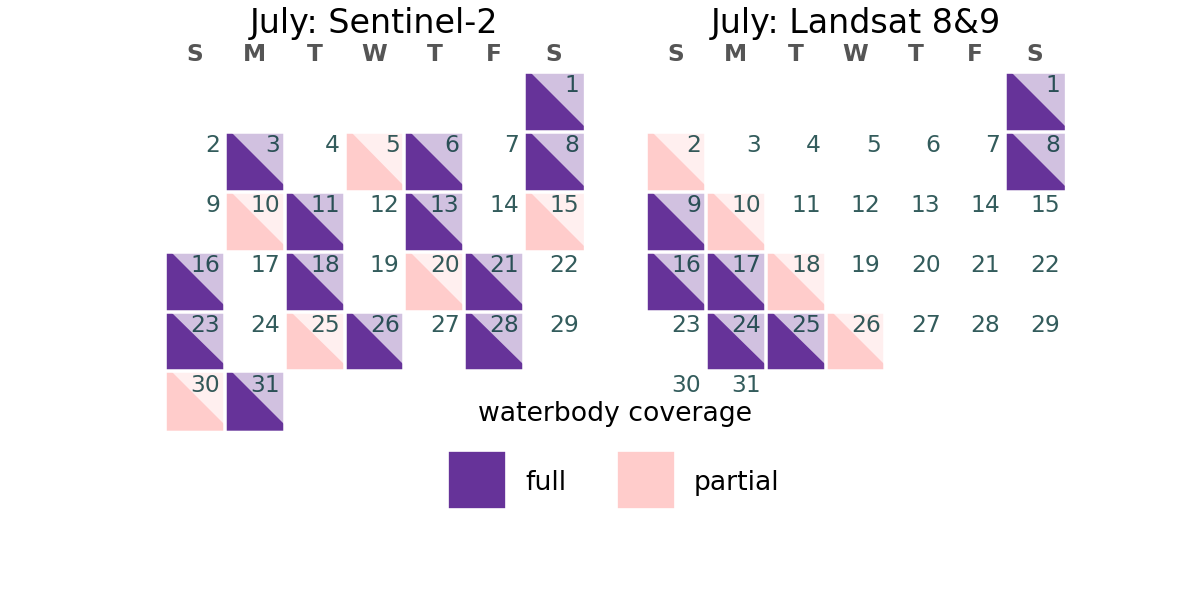 July: Sentinel-2
S M T W T F S
1
2 3 4 5 6 7 8
9 10 11 12 13 14 15
16 17 18 19 20 21 22
23 24 25 26 27 28 29
30 31
July: Landsat 8&9
S M T W T F S
1
2 3 4 5 6 7 8
9 10 11 12 13 14 15
16 17 18 19 20 21 22
23 24 25 26 27 28 29
30 31
waterbody coverage
full partial